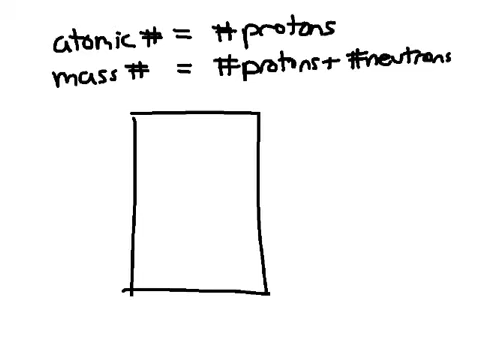 atomic # = #protons
mass # = #protons + #neutrons